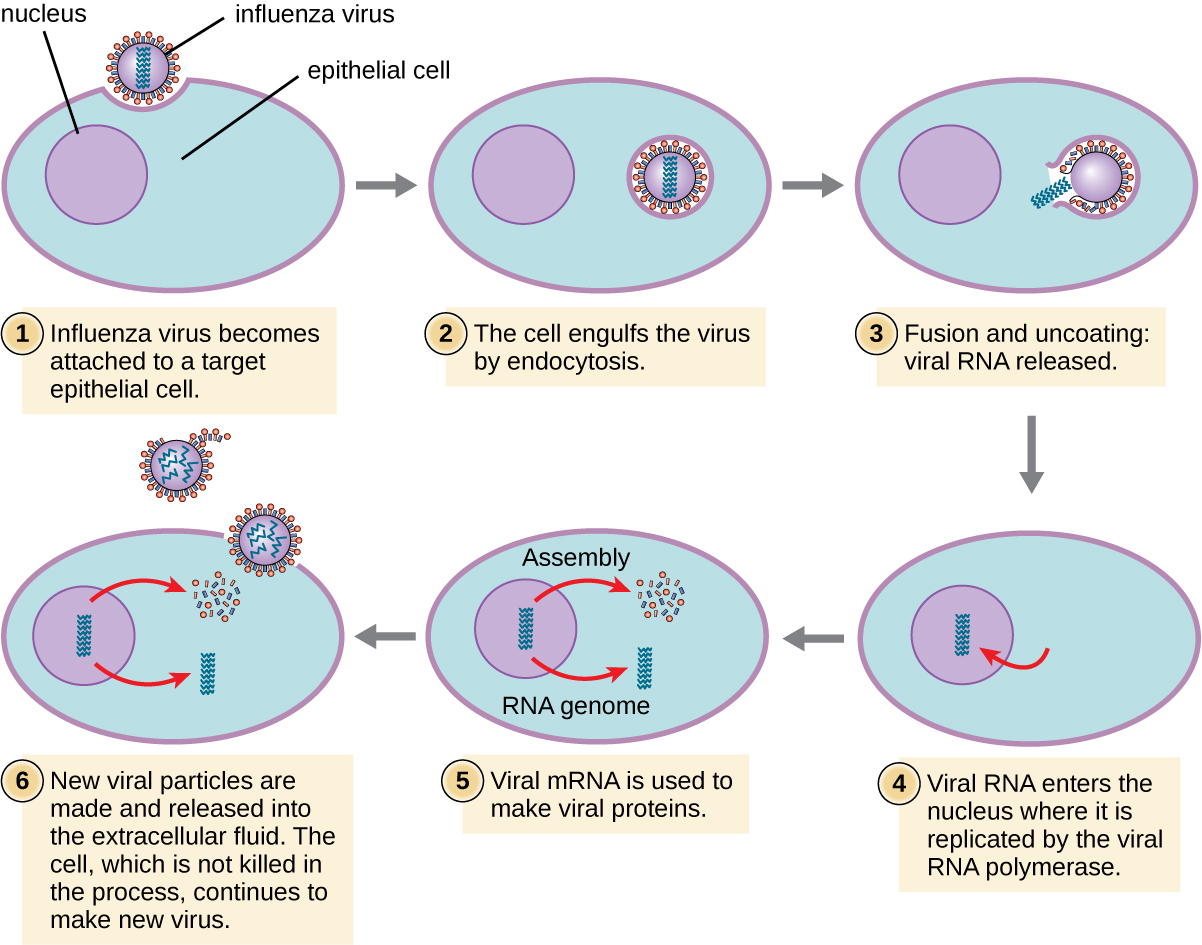 nucleus
influenza virus
epithelial cell
1 Influenza virus becomes
attached to a target
epithelial cell.
2 The cell engulfs the virus
by endocytosis.
3 Fusion and uncoating:
viral RNA released.
4 Viral RNA enters the
nucleus where it is
replicated by the viral
RNA polymerase.
Assembly
RNA genome
5 Viral mRNA is used to
make viral proteins.
6 New viral particles are
made and released into
the extracellular fluid. The
cell, which is not killed in
the process, continues to
make new virus.